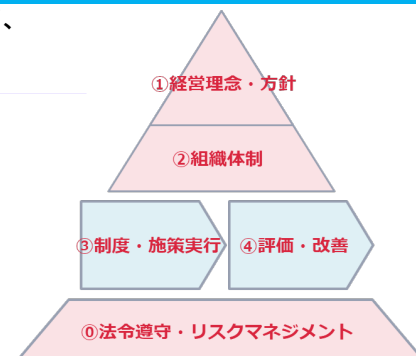 、
①経営理念・方針
②組織体制
③制度・施策実行
④評価・改善
⓪法令遵守・リスクマネジメント